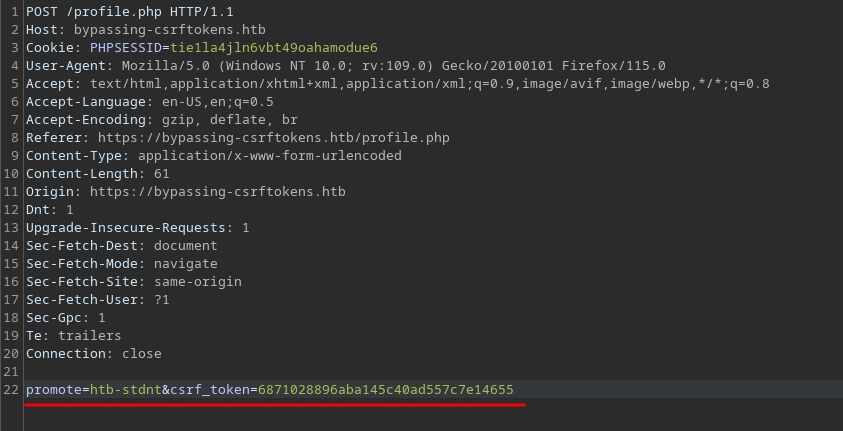 1 POST /profile.php HTTP/1.1
2 Host: bypassing-csrftokens.htb
3 Cookie: PHPSESSID=tie1la4jln6vbt49oahamodue6
4 User-Agent: Mozilla/5.0 (Windows NT 10.0; rv:109.0) Gecko/20100101 Firefox/115.0
5 Accept: text/html,application/xhtml+xml,application/xml;q=0.9,image/avif,image/webp,*/*;q=0.8
6 Accept-Language: en-US,en;q=0.5
7 Accept-Encoding: gzip, deflate, br
8 Referer: https://bypassing-csrftokens.htb/profile.php
9 Content-Type: application/x-www-form-urlencoded
10 Content-Length: 61
11 Origin: https://bypassing-csrftokens.htb
12 Dnt: 1
13 Upgrade-Insecure-Requests: 1
14 Sec-Fetch-Dest: document
15 Sec-Fetch-Mode: navigate
16 Sec-Fetch-Site: same-origin
17 Sec-Fetch-User: ?1
18 Sec-Gpc: 1
19 Te: trailers
20 Connection: close
21
22 promote=htb-stdnt&csrf_token=6871028896aba145c40ad557c7e14655